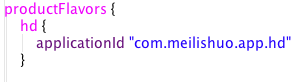 productFlavors {
hd {
applicationId "com.meilishuo.app.hd"
}